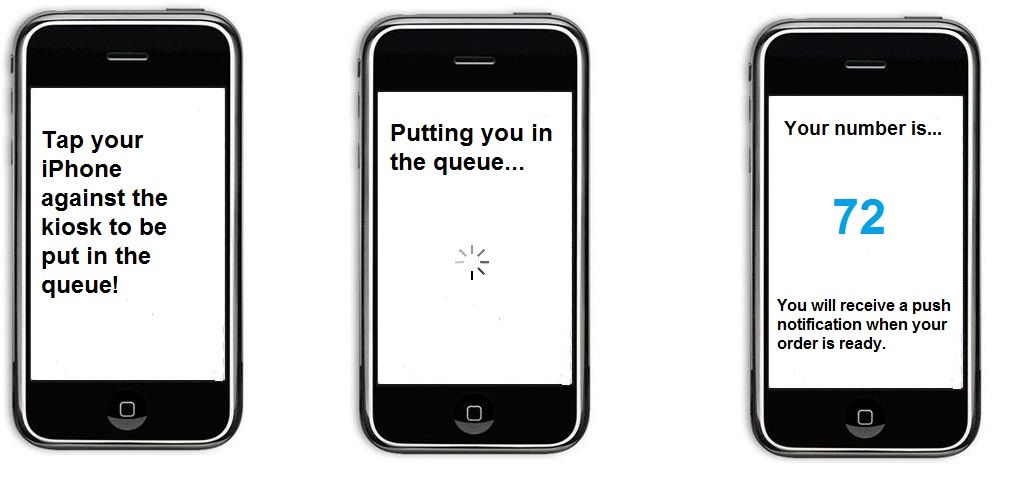 Tap your
iPhone
against the
kiosk to be
put in the
queue!
Putting you in
the queue...
Your number is...
72
You will receive a push
notification when your
order is ready.